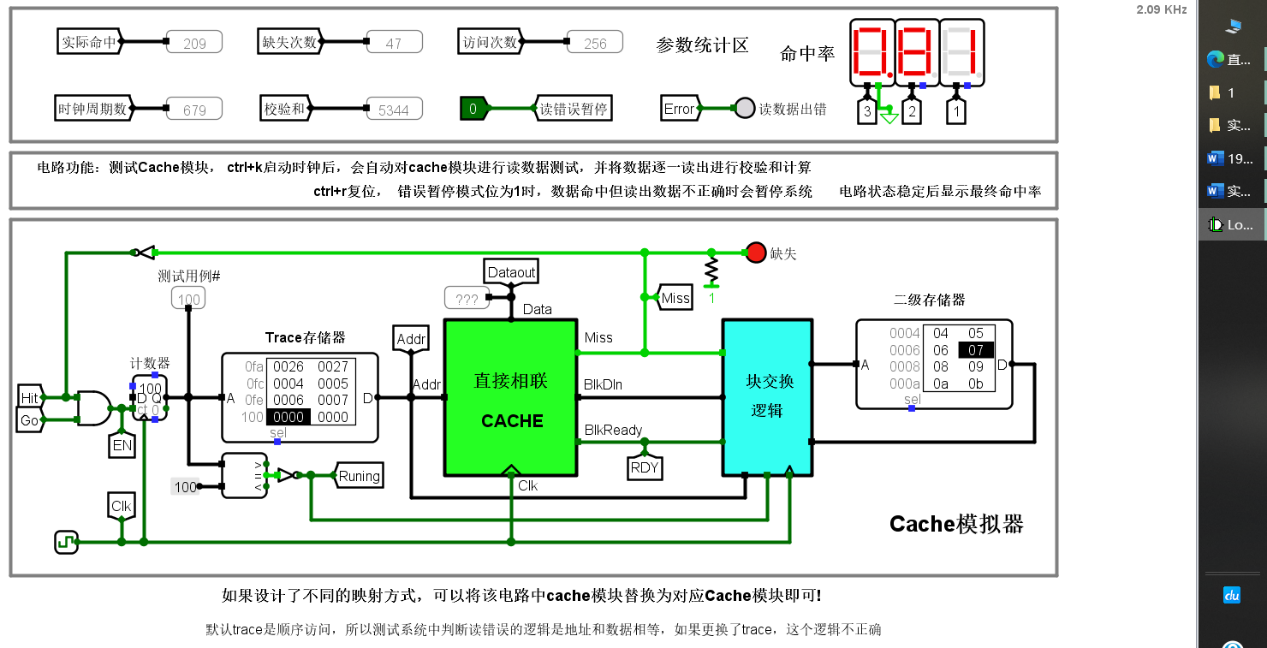 2.09 KHz
实际命中 209 缺失次数 47 访问次数 256 参数统计区 命中率 0.81
时钟周期数 679 校验和 5344 0 读错误暂停 Error 读数据出错 3 2 1
电路功能：测试Cache模块， ctrl+k启动时钟后，会自动对cache模块进行读数据测试，并将数据逐一读出进行校验和计算
ctrl+r复位， 错误暂停模式位为1时，数据命中但读出数据不正确时会暂停系统 电路状态稳定后显示最终命中率
缺失
测试用例#
100
Dataout
??? Data
Miss 1
二级存储器
Trace存储器
Addr
Miss
0004 04 05
0006 06 07
0008 08 09
000a 0a 0b
A D
sel
计数器
100
D Q
ct 0
0fa 0026 0027
0fc 0004 0005
0fe 0006 0007
100 0000 0000
A D
sel
Addr
直接相联
CACHE
BlkDIn
BlkReady
块交换
逻辑
Hit
Go
EN
RDY
>
=
<
100
Runing
Clk
Clk
Cache模拟器
如果设计了不同的映射方式，可以将该电路中cache模块替换为对应Cache模块即可!
默认trace是顺序访问，所以测试系统中判断读错误的逻辑是地址和数据相等，如果更换了trace，这个逻辑不正确
直...
1
实...
19...
实...
Lo...
du